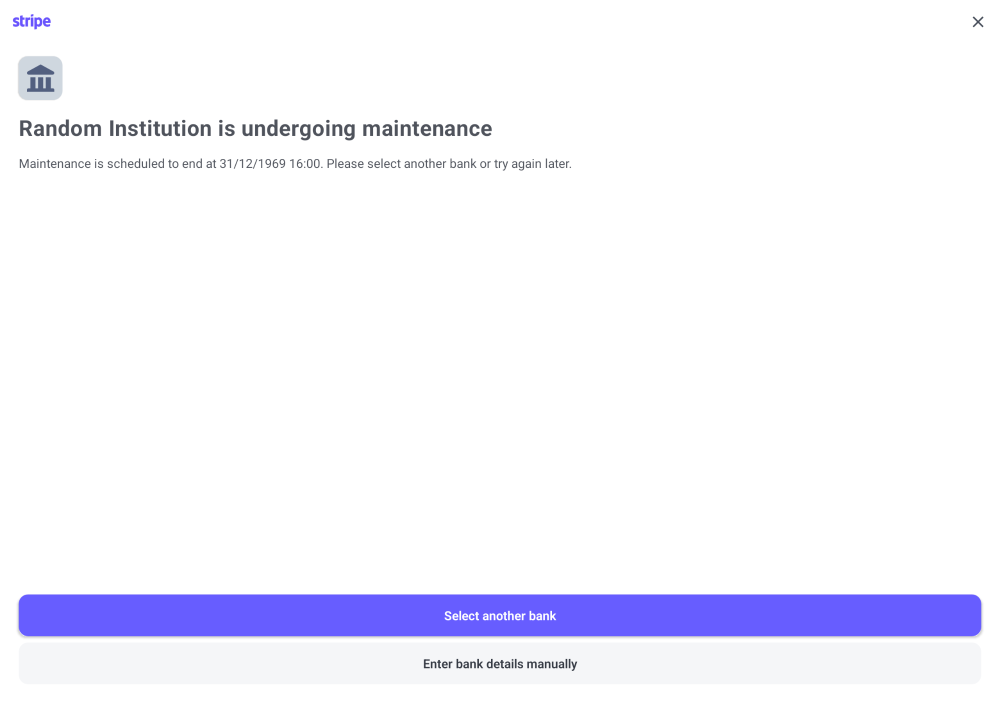 stripe
Random Institution is undergoing maintenance
Maintenance is scheduled to end at 31/12/1969 16:00. Please select another bank or try again later.
Select another bank
Enter bank details manually